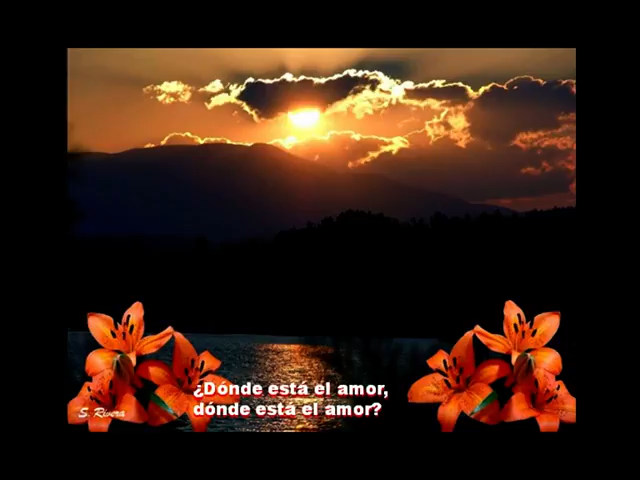 ¿Dónde está el amor,
dónde está el amor?
S. Rivera